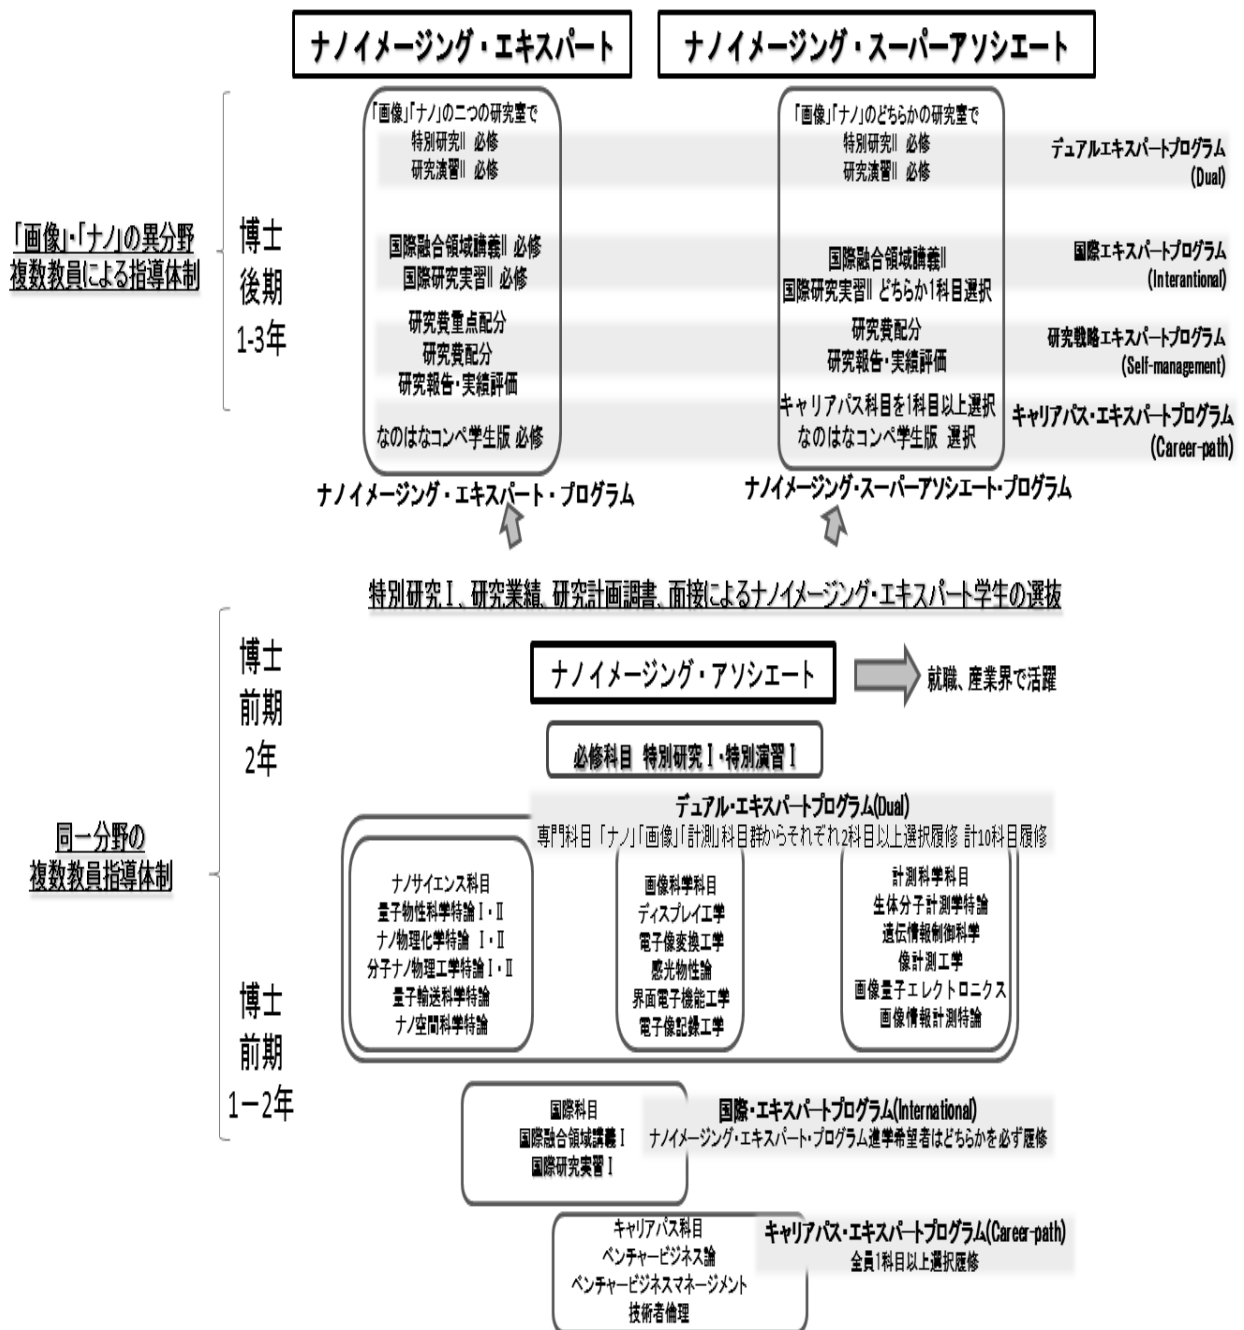 ナノイメージング・エキスパート
ナノイメージング・スーパーアソシエート
「画像」・「ナノ」の異分野
複数教員による指導体制
博士
後期
1-3年
「画像」「ナノ」の二つの研究室で
特別研究Ⅱ 必修
研究演習Ⅱ 必修
国際融合領域講義Ⅱ 必修
国際研究実習Ⅱ 必修
研究費重点配分
研究費配分
研究報告・実績評価
なのはなコンペ学生版 必修
ナノイメージング・エキスパート・プログラム
「画像」「ナノ」のどちらかの研究室で
特別研究Ⅱ 必修
研究演習Ⅱ 必修
国際融合領域講義Ⅱ
国際研究実習Ⅱ どちらか1科目選択
研究費配分
研究報告・実績評価
キャリアパス科目を1科目以上選択
なのはなコンペ学生版 選択
ナノイメージング・スーパーアソシエート・プログラム
デュアルエキスパートプログラム
(Dual)
国際エキスパートプログラム
(Interantional)
研究戦略エキスパートプログラム
(Self-management)
キャリアパス・エキスパートプログラム
(Career-path)
特別研究Ⅰ、研究業績、研究計画調書、面接によるナノイメージング・エキスパート学生の選抜
博士
前期
2年
ナノイメージング・アソシエート
就職、産業界で活躍
必修科目 特別研究Ⅰ・特別演習Ⅰ
デュアル・エキスパートプログラム(Dual)
専門科目 「ナノ」「画像」「計測」科目群からそれぞれ2科目以上選択履修 計10科目履修
同一分野の
複数教員指導体制
博士
前期
1－2年
ナノサイエンス科目
量子物性科学特論Ⅰ・Ⅱ
ナノ物理化学特論 Ⅰ・Ⅱ
分子ナノ物理工学特論Ⅰ・Ⅱ
量子輸送科学特論
ナノ空間科学特論
画像科学科目
ディスプレイ工学
電子像変換工学
感光物性論
界面電子機能工学
電子像記録工学
計測科学科目
生体分子計測学特論
遺伝情報制御科学
像計測工学
画像量子エレクトロニクス
画像情報計測特論
国際科目
国際融合領域講義Ⅰ
国際研究実習Ⅰ
国際・エキスパートプログラム(International)
ナノイメージング・エキスパート・プログラム進学希望者はどちらかを必ず履修
キャリアパス科目
ベンチャービジネス論
ベンチャービジネスマネージメント
技術者倫理
キャリアパス・エキスパートプログラム(Career-path)
全員1科目以上選択履修